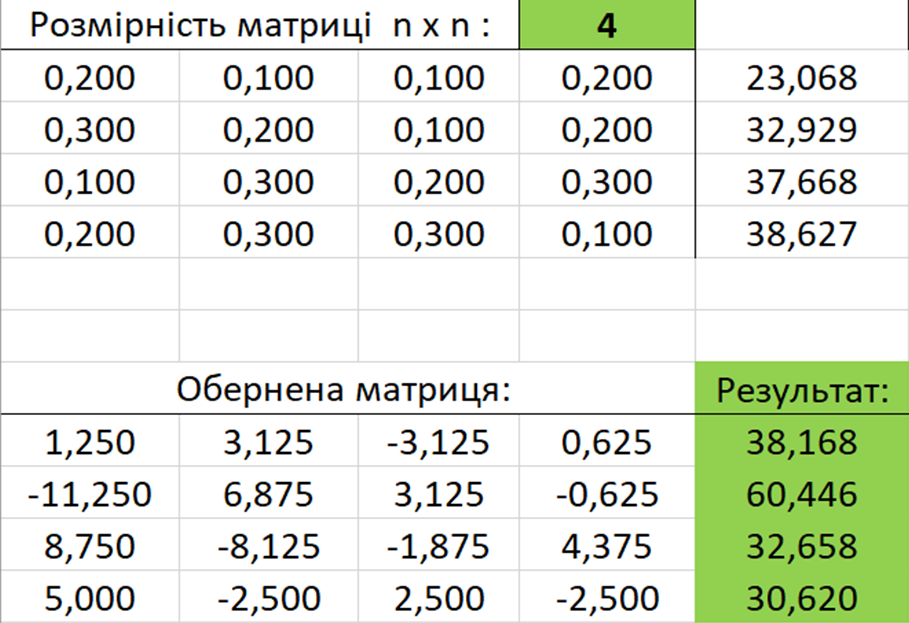 Розмірність матриці n x n : 4
0,200 0,100 0,100 0,200 23,068
0,300 0,200 0,100 0,200 32,929
0,100 0,300 0,200 0,300 37,668
0,200 0,300 0,300 0,100 38,627
Обернена матриця: Результат:
1,250 3,125 -3,125 0,625 38,168
-11,250 6,875 3,125 -0,625 60,446
8,750 -8,125 -1,875 4,375 32,658
5,000 -2,500 2,500 -2,500 30,620